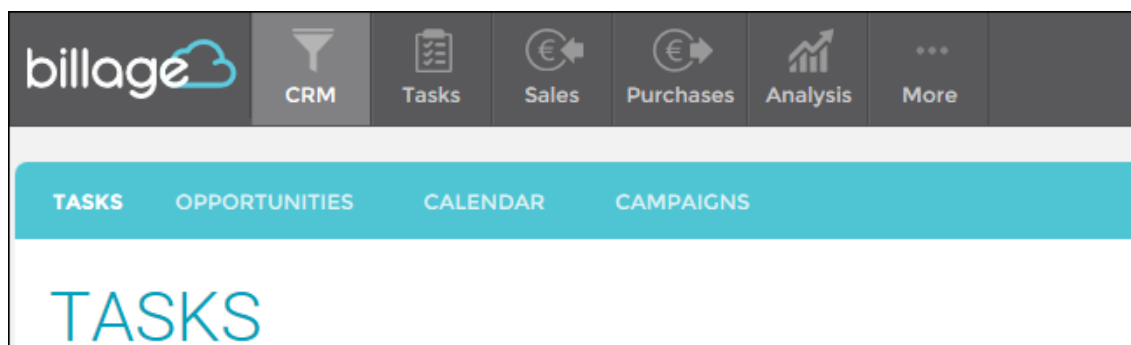 billage
CRM Tasks Sales Purchases Analysis More
TASKS OPPORTUNITIES CALENDAR CAMPAIGNS
TASKS